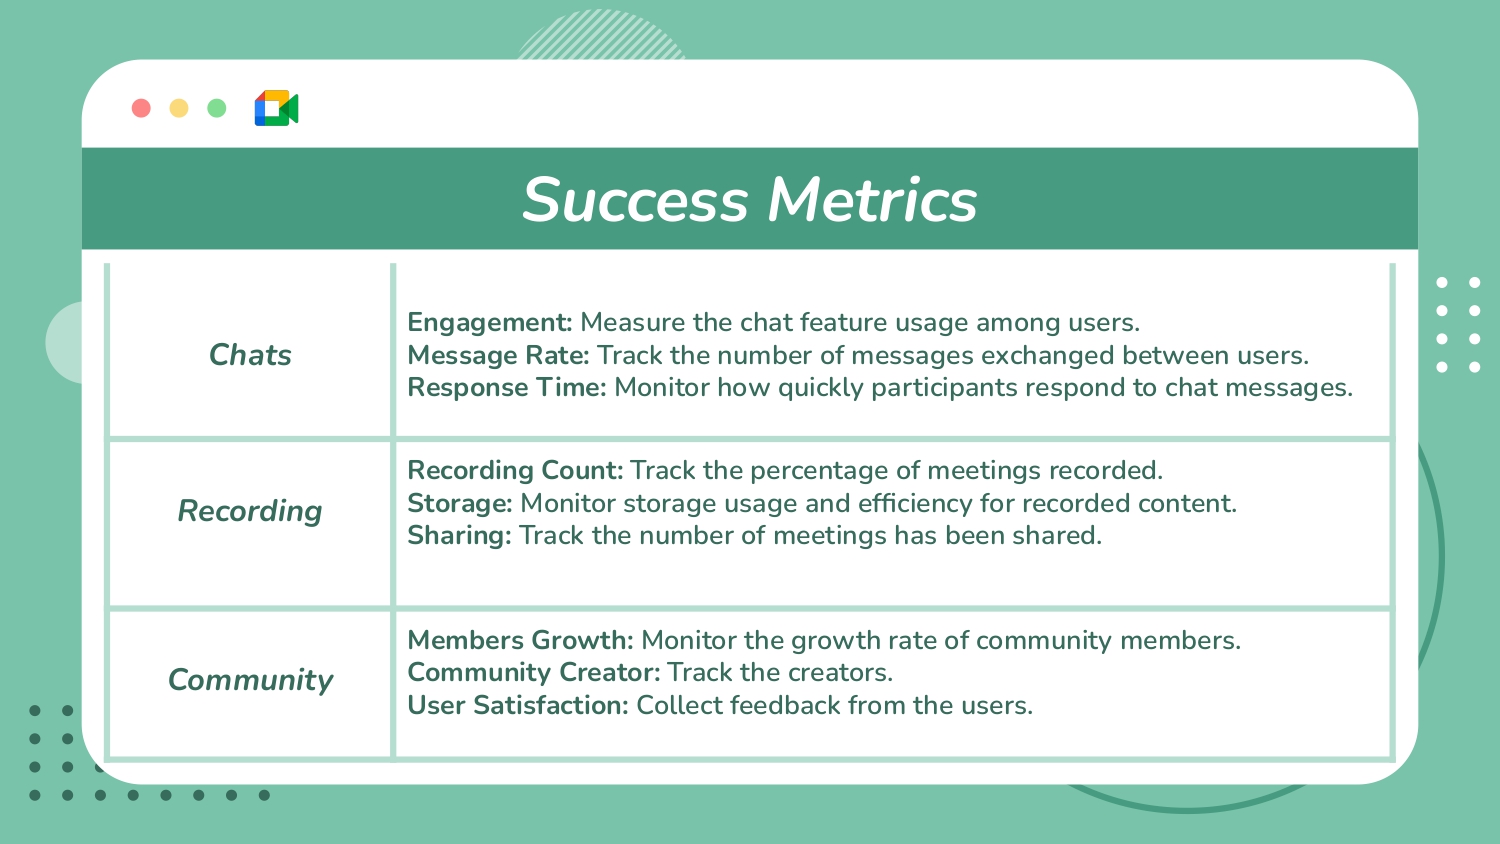 Success Metrics
Chats
Engagement: Measure the chat feature usage among users.
Message Rate: Track the number of messages exchanged between users.
Response Time: Monitor how quickly participants respond to chat messages.
Recording
Recording Count: Track the percentage of meetings recorded.
Storage: Monitor storage usage and efficiency for recorded content.
Sharing: Track the number of meetings has been shared.
Community
Members Growth: Monitor the growth rate of community members.
Community Creator: Track the creators.
User Satisfaction: Collect feedback from the users.